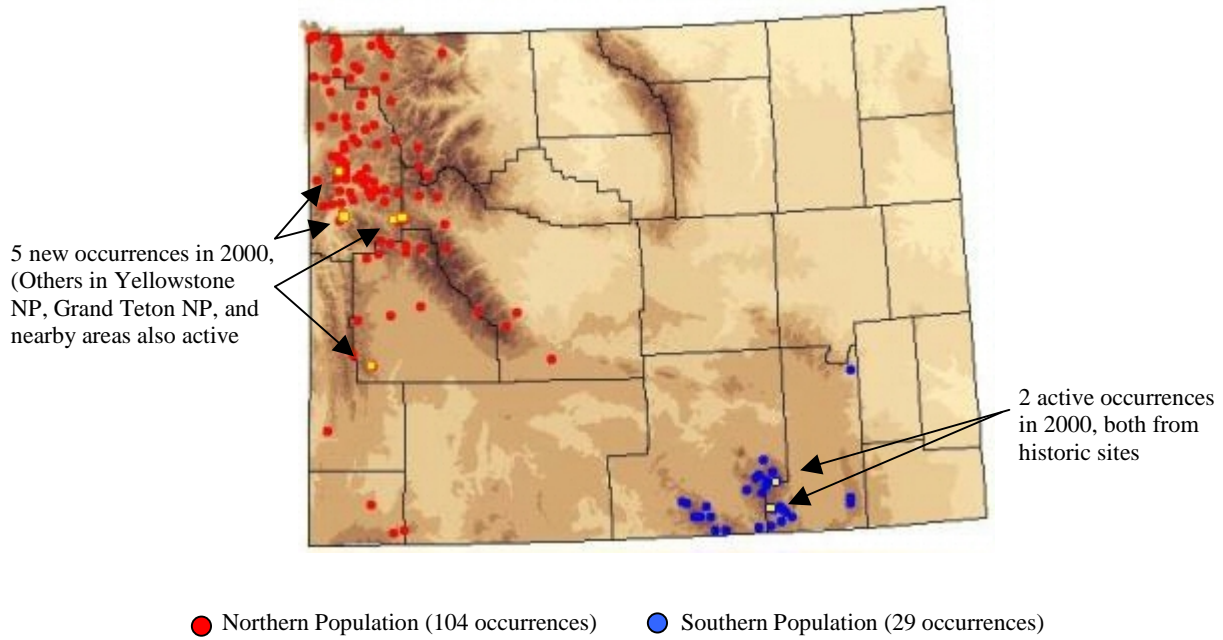 5 new occurrences in 2000,
(Others in Yellowstone
NP, Grand Teton NP, and
nearby areas also active
2 active occurrences
in 2000, both from
historic sites
Northern Population (104 occurrences)
Southern Population (29 occurrences)